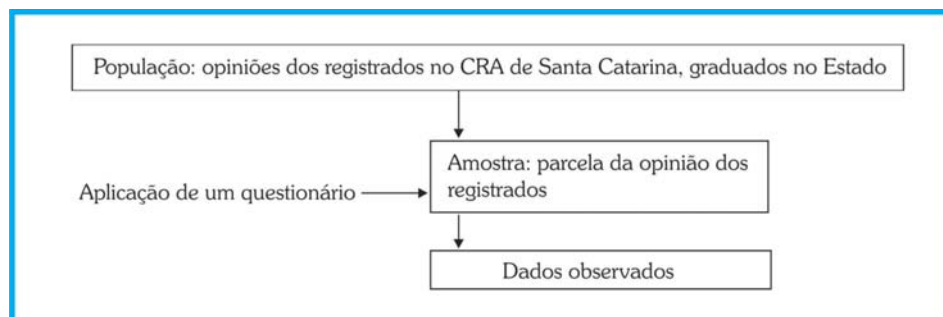 População: opiniões dos registrados no CRA de Santa Catarina, graduados no Estado
Amostra: parcela da opinião dos
registrados
Aplicação de um questionário
Dados observados